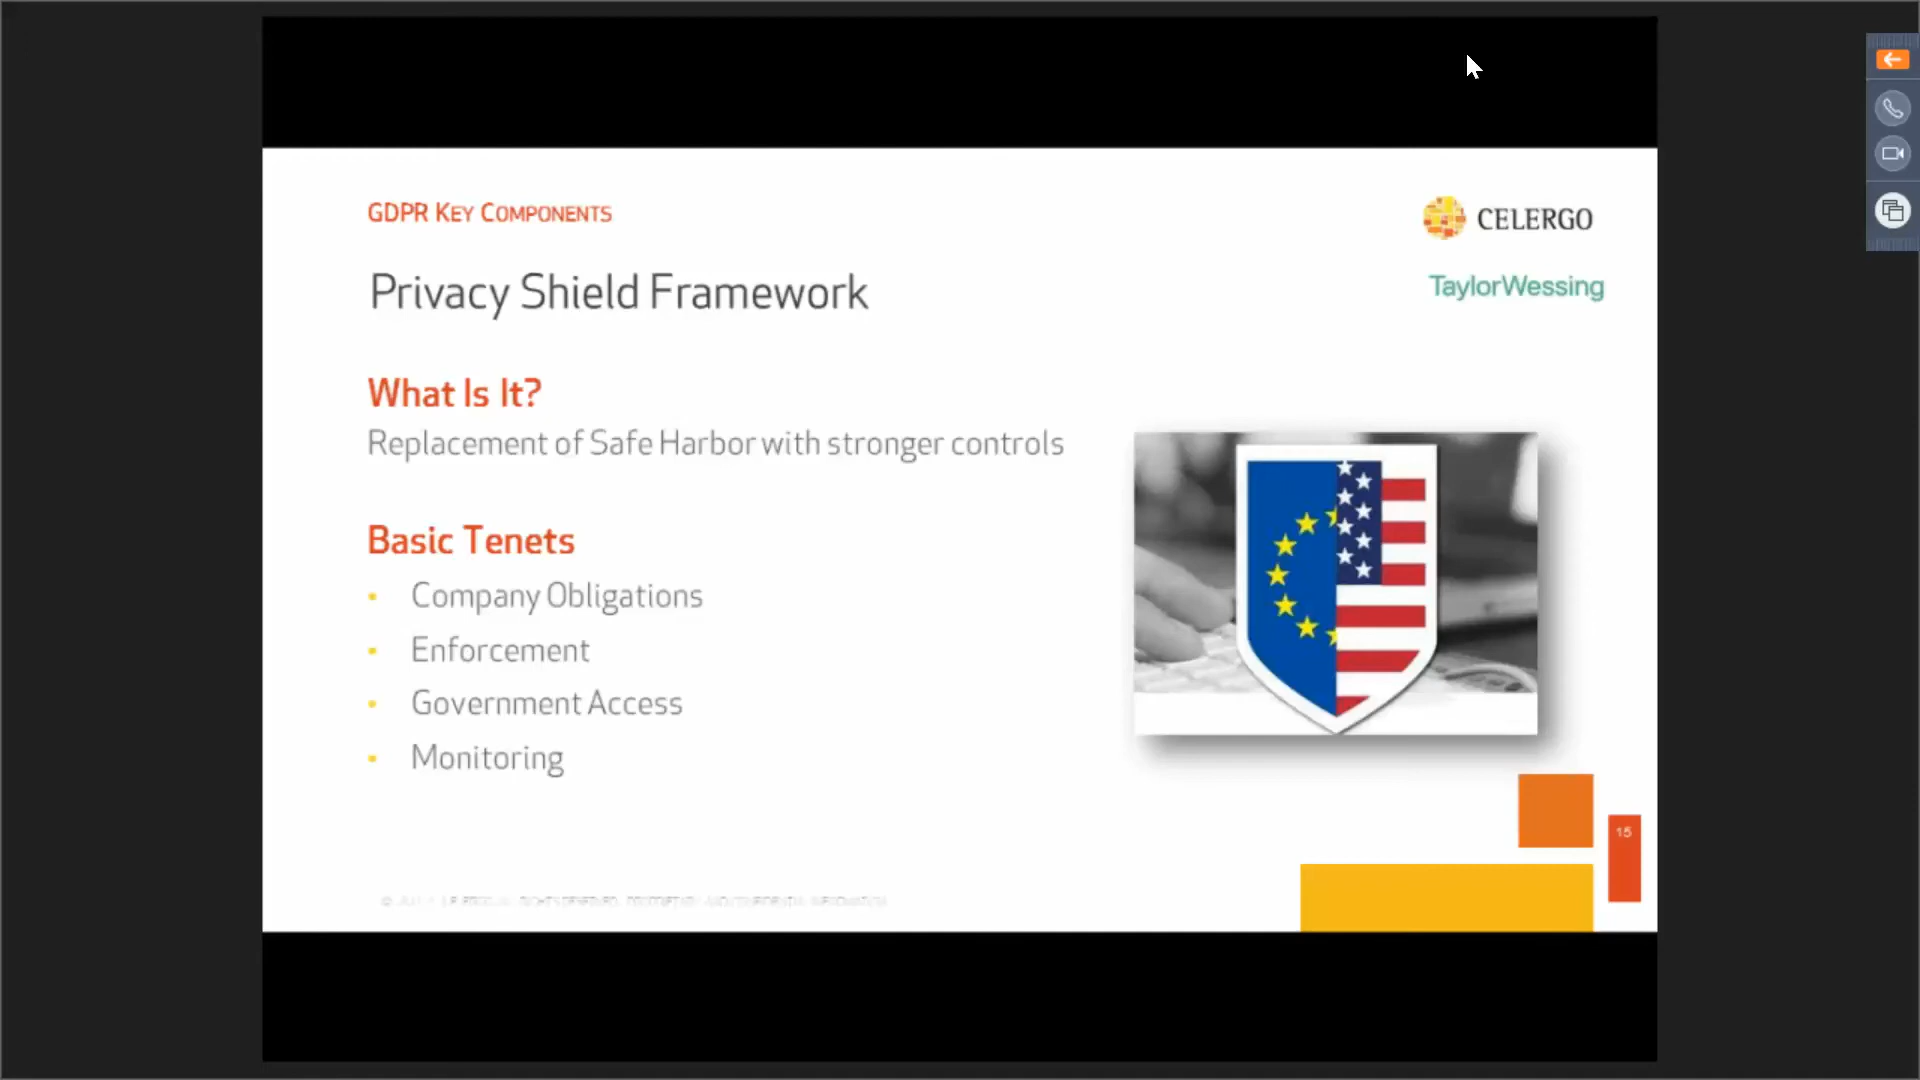 GDPR KEY COMPONENTS
CELERGO
Privacy Shield Framework
TaylorWessing
What Is It?
Replacement of Safe Harbor with stronger controls
Basic Tenets
• Company Obligations
• Enforcement
• Government Access
• Monitoring
15